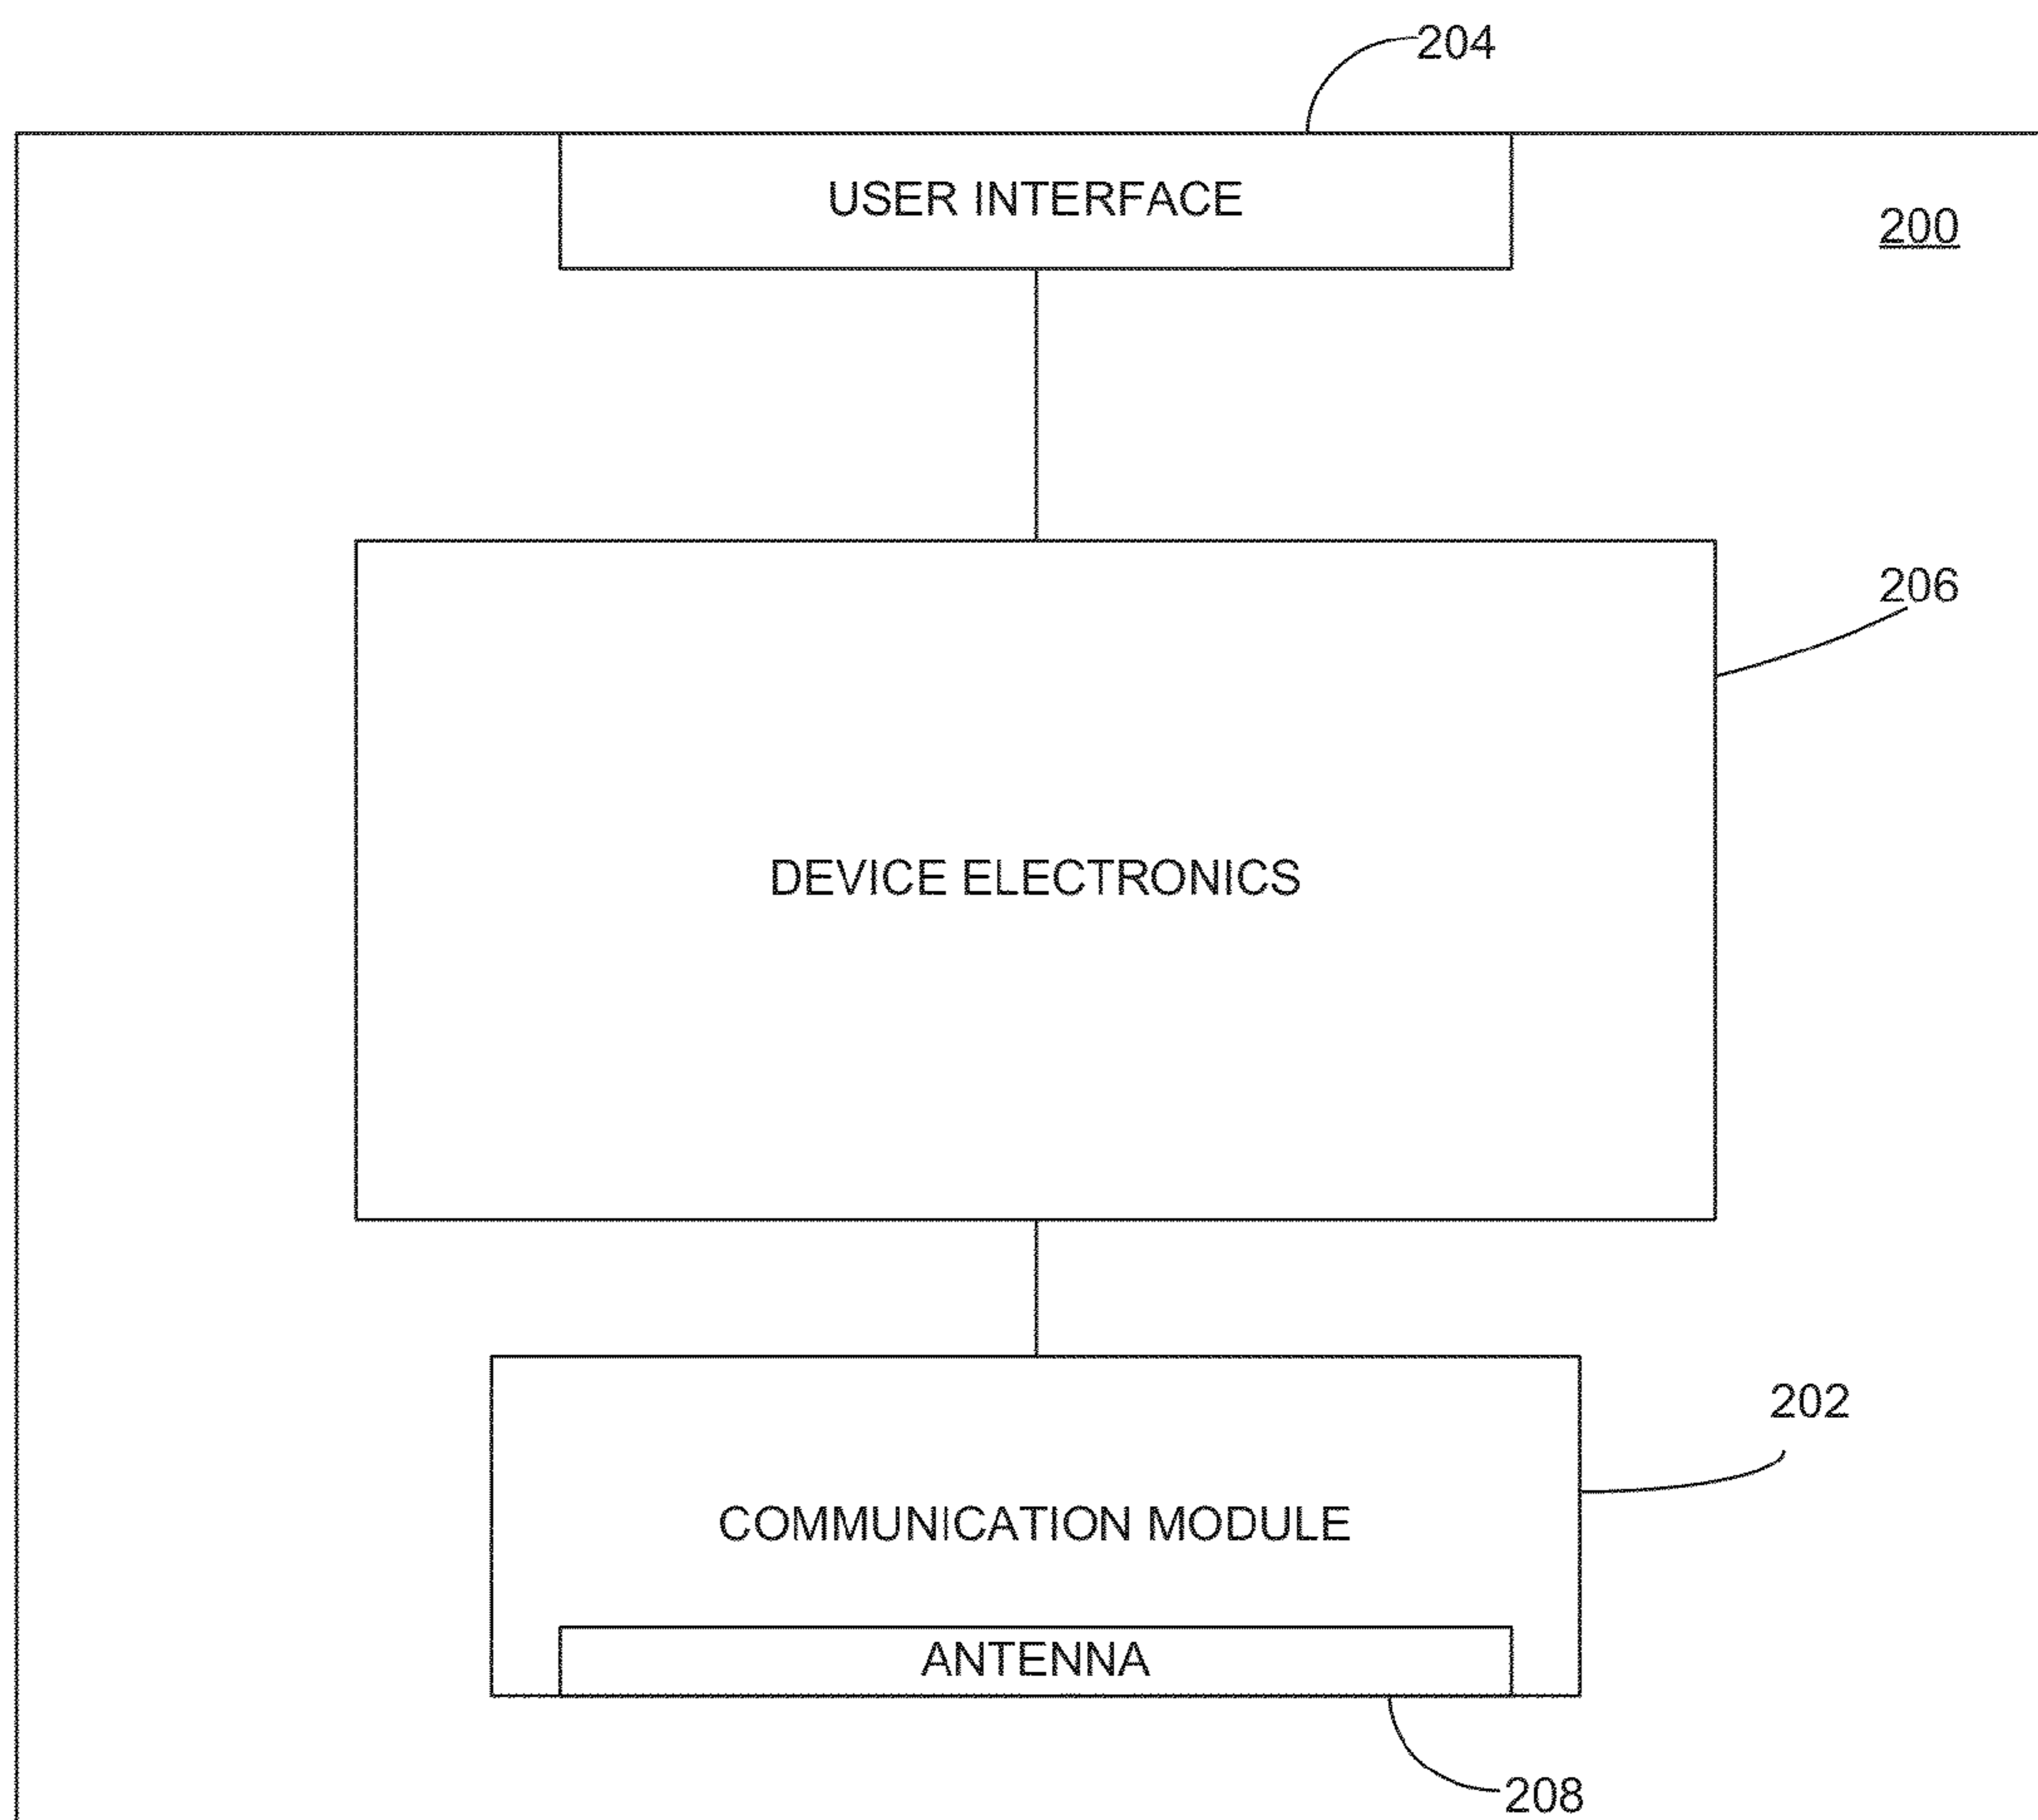 204
USER INTERFACE
200
206
DEVICE ELECTRONICS
202
COMMUNICATION MODULE
ANTENNA
208